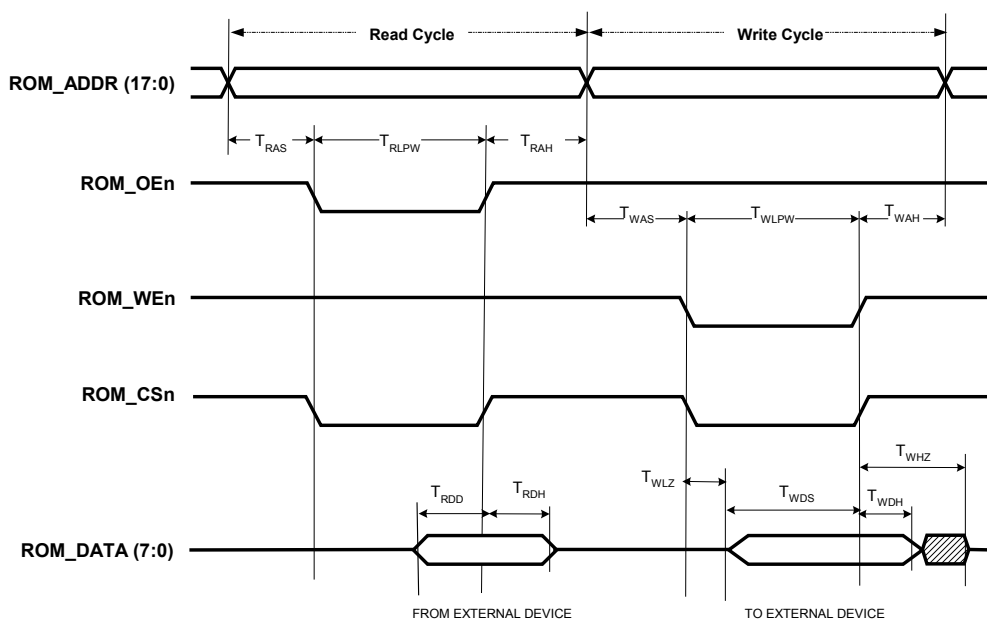 Read Cycle
Write Cycle
ROM_ADDR (17:0)
TRAS
TRLPW
TRAH
ROM_OEn
TWAS
TWLPW
TWAH
ROM_WEn
ROM_CSn
TWHZ
TWLZ
TRDD
TRDH
TWDS
TWDH
ROM_DATA (7:0)
FROM EXTERNAL DEVICE
TO EXTERNAL DEVICE